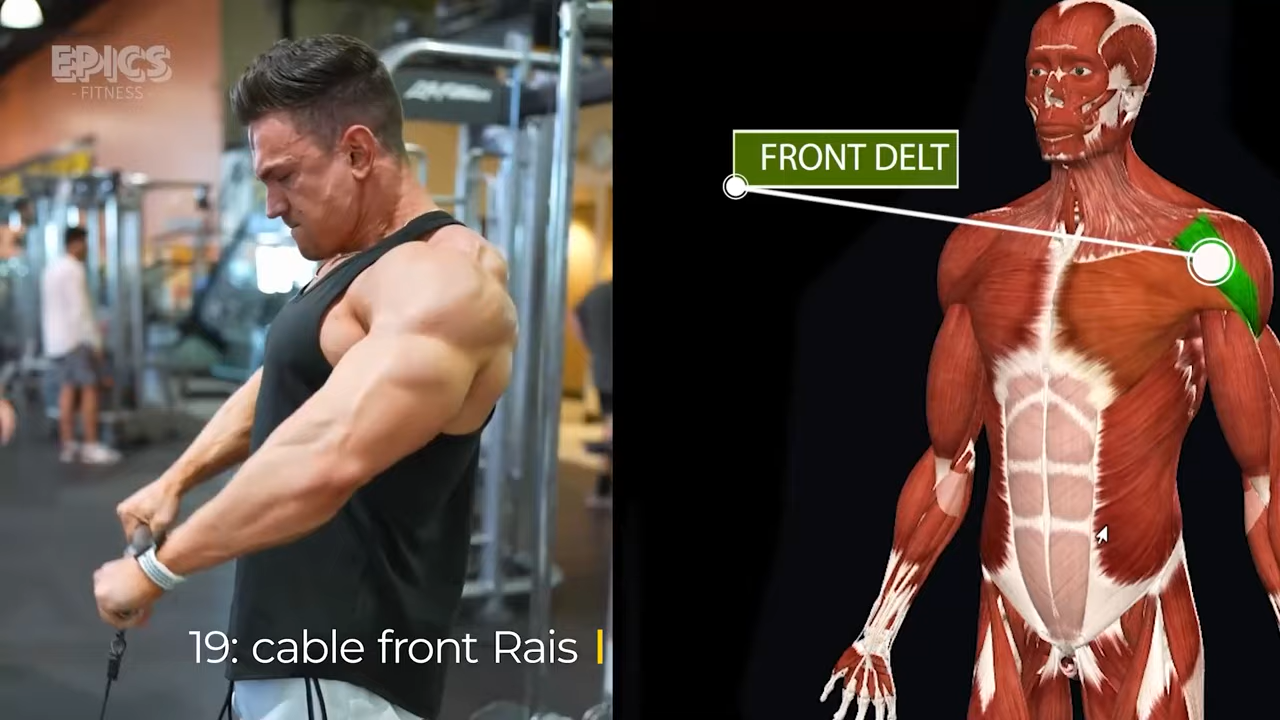 EPICS
- FITNESS -
FRONT DELT
19: cable front Rais